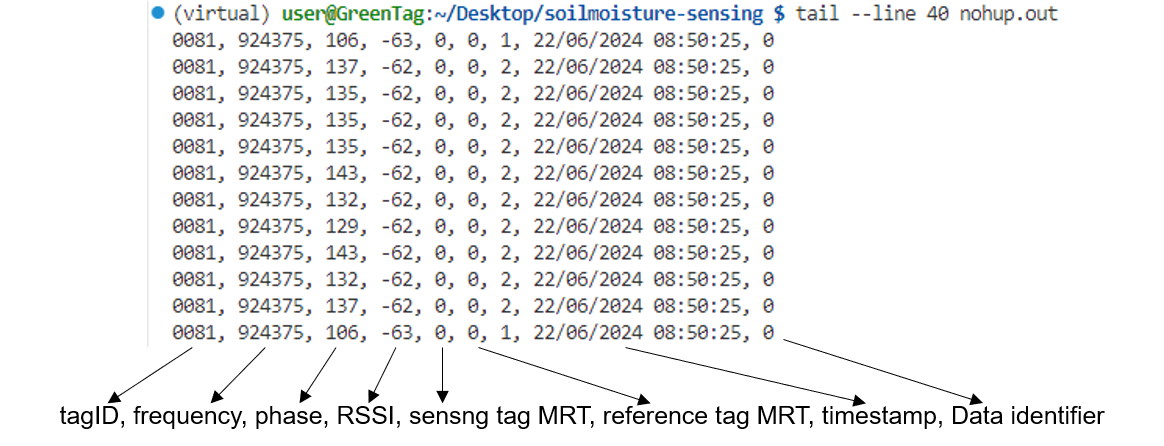 (virtual) user@GreenTag:~/Desktop/soilmoisture-sensing $ tail --line 40 nohup.out
0081, 924375, 106, -63, 0, 0, 1, 22/06/2024 08:50:25, 0
0081, 924375, 137, -62, 0, 0, 2, 22/06/2024 08:50:25, 0
0081, 924375, 135, -62, 0, 0, 2, 22/06/2024 08:50:25, 0
0081, 924375, 135, -62, 0, 0, 2, 22/06/2024 08:50:25, 0
0081, 924375, 135, -62, 0, 0, 2, 22/06/2024 08:50:25, 0
0081, 924375, 143, -62, 0, 0, 2, 22/06/2024 08:50:25, 0
0081, 924375, 132, -62, 0, 0, 2, 22/06/2024 08:50:25, 0
0081, 924375, 129, -62, 0, 0, 2, 22/06/2024 08:50:25, 0
0081, 924375, 143, -62, 0, 0, 2, 22/06/2024 08:50:25, 0
0081, 924375, 132, -62, 0, 0, 2, 22/06/2024 08:50:25, 0
0081, 924375, 137, -62, 0, 0, 2, 22/06/2024 08:50:25, 0
0081, 924375, 106, -63, 0, 0, 1, 22/06/2024 08:50:25, 0
tagID, frequency, phase, RSSI, sensng tag MRT, reference tag MRT, timestamp, Data identifier